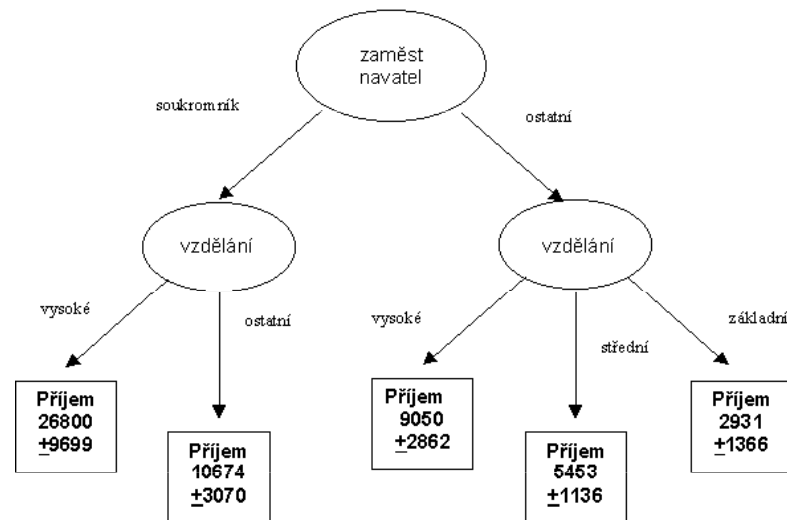 zaměst
navatel
soukromník
ostatní
vzdělání
vzdělání
vysoké
ostatní
vysoké
střední
základní
Příjem
26800
±9699
Příjem
10674
±3070
Příjem
9050
±2862
Příjem
5453
±1136
Příjem
2931
±1366